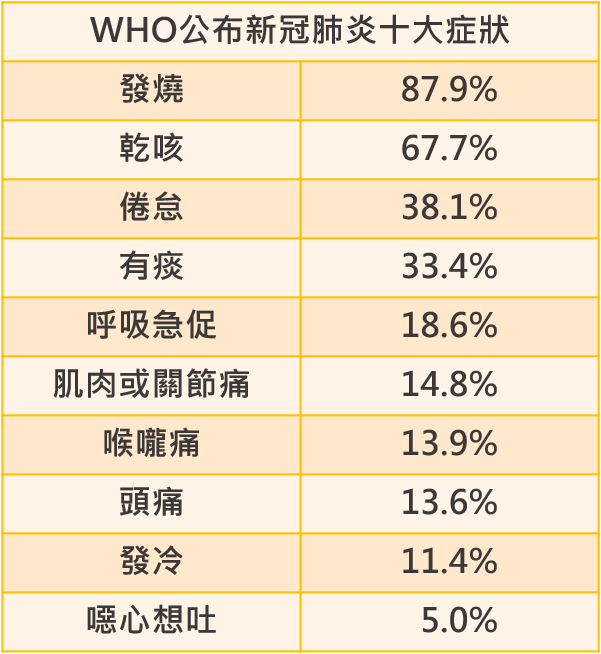 WHO公布新冠肺炎十大症狀
發燒 87.9%
乾咳 67.7%
倦怠 38.1%
有痰 33.4%
呼吸急促 18.6%
肌肉或關節痛 14.8%
喉嚨痛 13.9%
頭痛 13.6%
發冷 11.4%
噁心想吐 5.0%